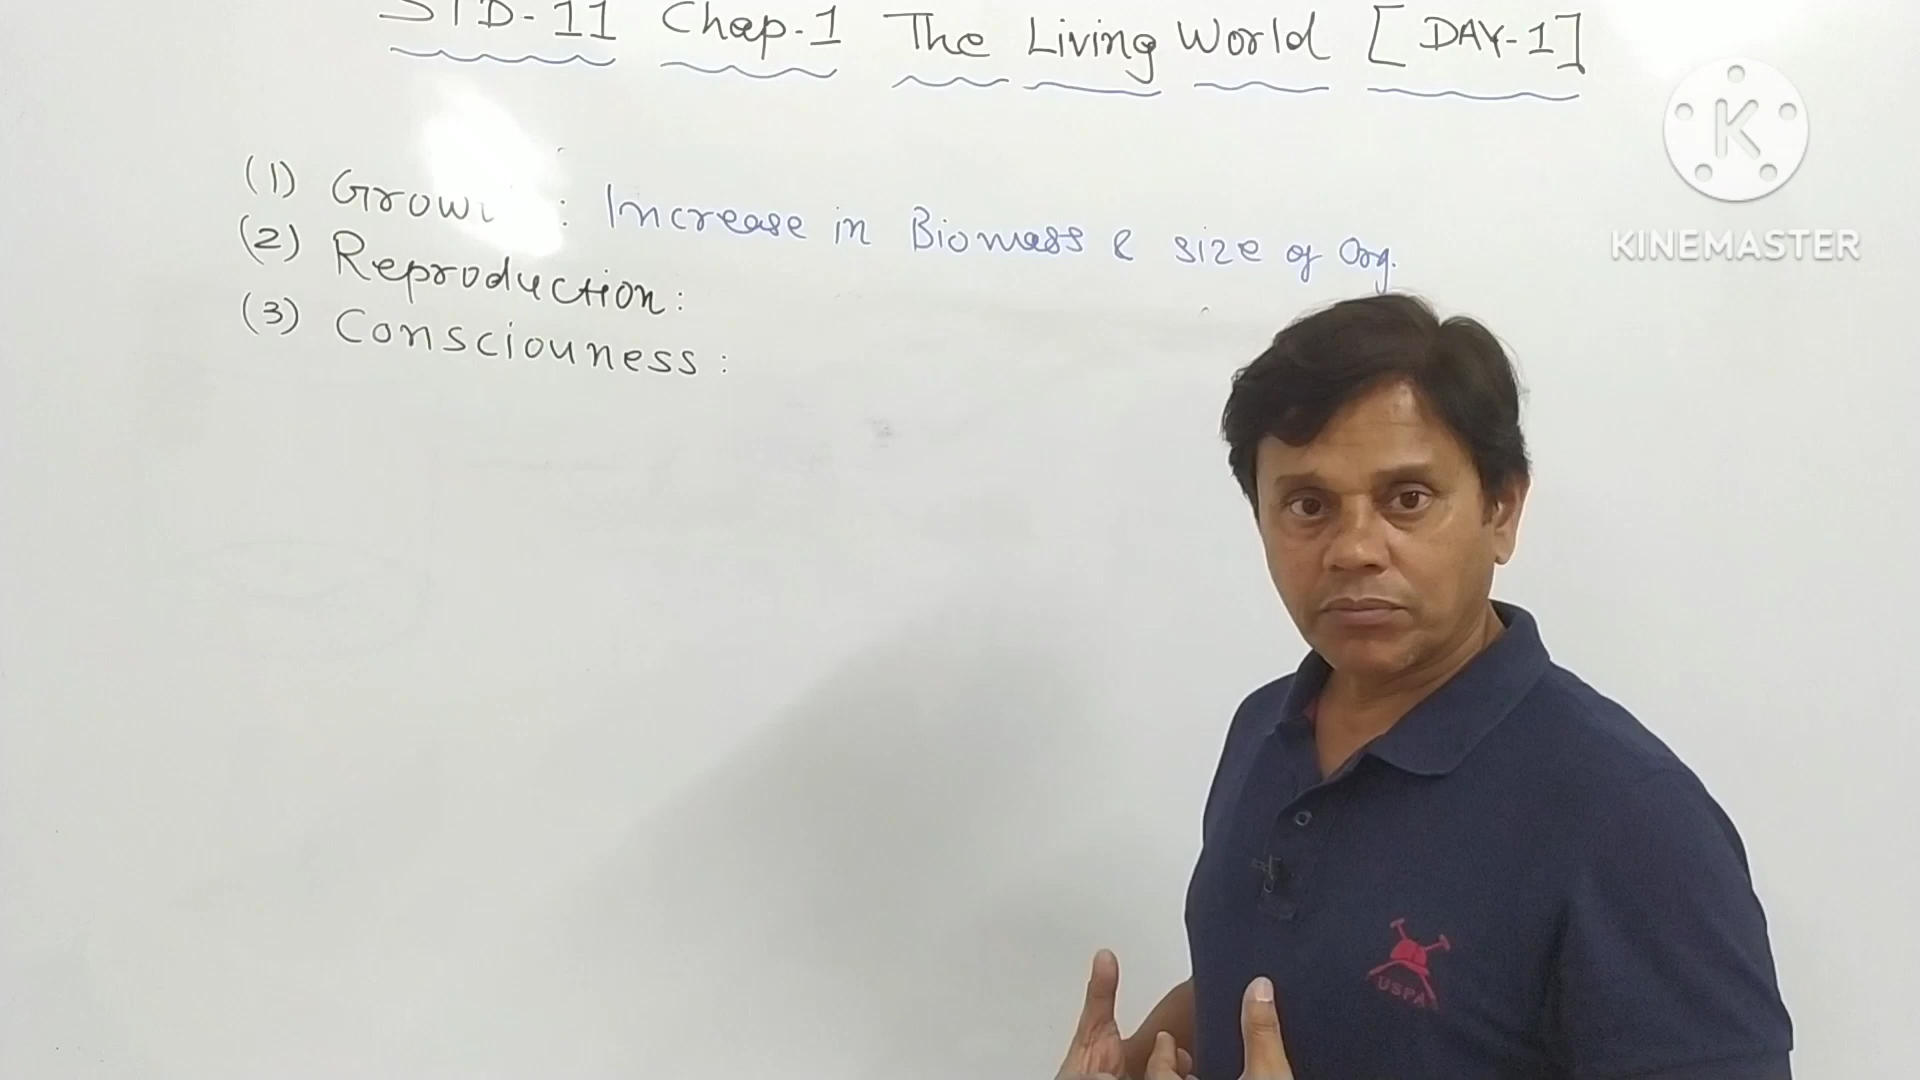 STD-11 Chap-1 The Living World [DAY-1]
(1) Grow : Increase in Biomass & size of Org.
(2) Reproduction:
(3) Consciouness:
K
KINEMASTER
USPA